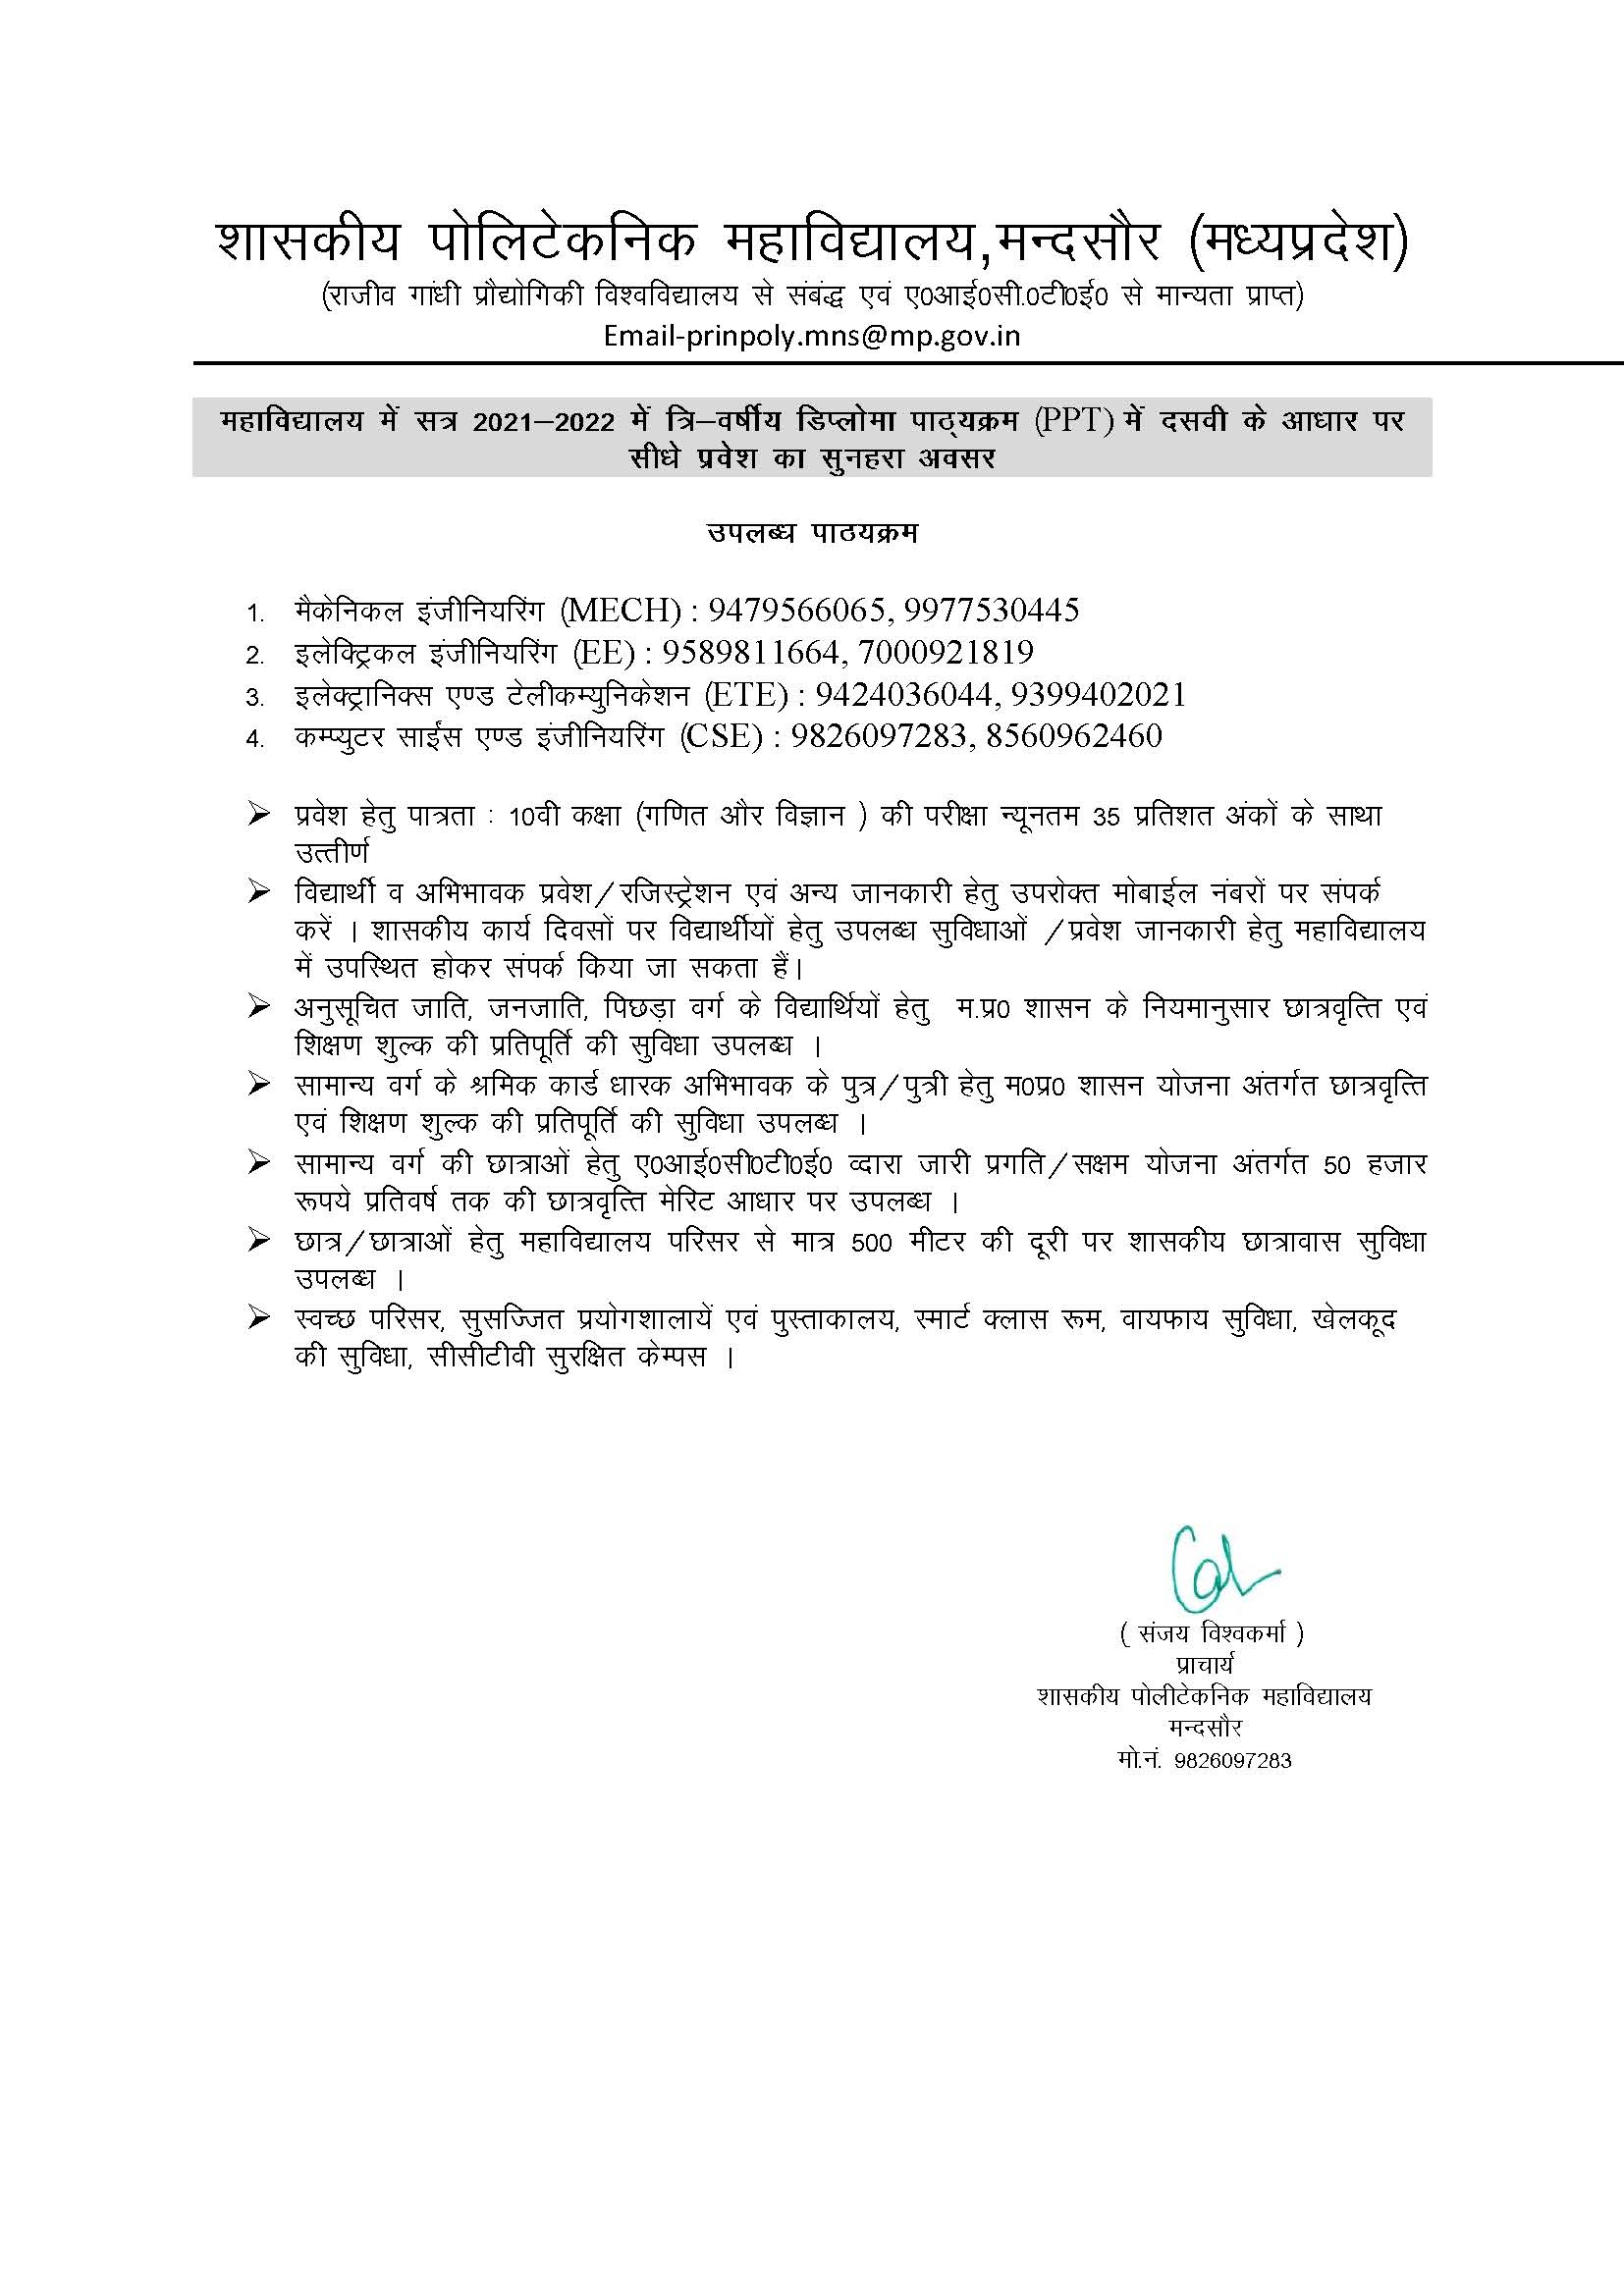 शासकीय पोलिटेकनिक महाविद्यालय,मन्दसौर (मध्यप्रदेश)
(राजीव गांधी प्रौद्योगिकी विश्वविद्यालय से संबंद्ध एवं ए0आई0सी.0टी0ई0 से मान्यता प्राप्त)
Email-prinpoly.mns@mp.gov.in
महाविद्यालय में सत्र 2021–2022 में त्रि–वर्षीय डिप्लोमा पाठ्यक्रम (PPT) में दसवी के आधार पर
सीधे प्रवेश का सुनहरा अवसर
उपलब्ध पाठयक्रम
1. मैकेनिकल इंजीनियरिंग (MECH) : 9479566065, 9977530445
2. इलेक्ट्रिकल इंजीनियरिंग (EE) : 9589811664, 7000921819
3. इलेक्ट्रानिक्स एण्ड टेलीकम्युनिकेशन (ETE) : 9424036044, 9399402021
4. कम्प्युटर साईंस एण्ड इंजीनियरिंग (CSE) : 9826097283, 8560962460
➢ प्रवेश हेतु पात्रता : 10वी कक्षा (गणित और विज्ञान ) की परीक्षा न्यूनतम 35 प्रतिशत अंकों के साथा
उत्तीर्ण
➢ विद्यार्थी व अभिभावक प्रवेश/रजिस्ट्रेशन एवं अन्य जानकारी हेतु उपरोक्त मोबाईल नंबरों पर संपर्क
करें । शासकीय कार्य दिवसों पर विद्यार्थीयों हेतु उपलब्ध सुविधाओं /प्रवेश जानकारी हेतु महाविद्यालय
में उपस्थित होकर संपर्क किया जा सकता हैं।
➢ अनुसूचित जाति, जनजाति, पिछड़ा वर्ग के विद्यार्थियों हेतु म.प्र0 शासन के नियमानुसार छात्रवृत्ति एवं
शिक्षण शुल्क की प्रतिपूर्ति की सुविधा उपलब्ध ।
➢ सामान्य वर्ग के श्रमिक कार्ड धारक अभिभावक के पुत्र/पुत्री हेतु म0प्र0 शासन योजना अंतर्गत छात्रवृत्ति
एवं शिक्षण शुल्क की प्रतिपूर्ति की सुविधा उपलब्ध ।
➢ सामान्य वर्ग की छात्राओं हेतु ए0आई0सी0टी0ई0 व्दारा जारी प्रगति/सक्षम योजना अंतर्गत 50 हजार
रूपये प्रतिवर्ष तक की छात्रवृत्ति मेरिट आधार पर उपलब्ध ।
➢ छात्र/छात्राओं हेतु महाविद्यालय परिसर से मात्र 500 मीटर की दूरी पर शासकीय छात्रावास सुविधा
उपलब्ध ।
➢ स्वच्छ परिसर, सुसज्जित प्रयोगशालायें एवं पुस्ताकालय, स्मार्ट क्लास रूम, वायफाय सुविधा, खेलकूद
की सुविधा, सीसीटीवी सुरक्षित केम्पस ।
( संजय विश्वकर्मा )
प्राचार्य
शासकीय पोलीटेकनिक महाविद्यालय
मन्दसौर
मो.नं. 9826097283